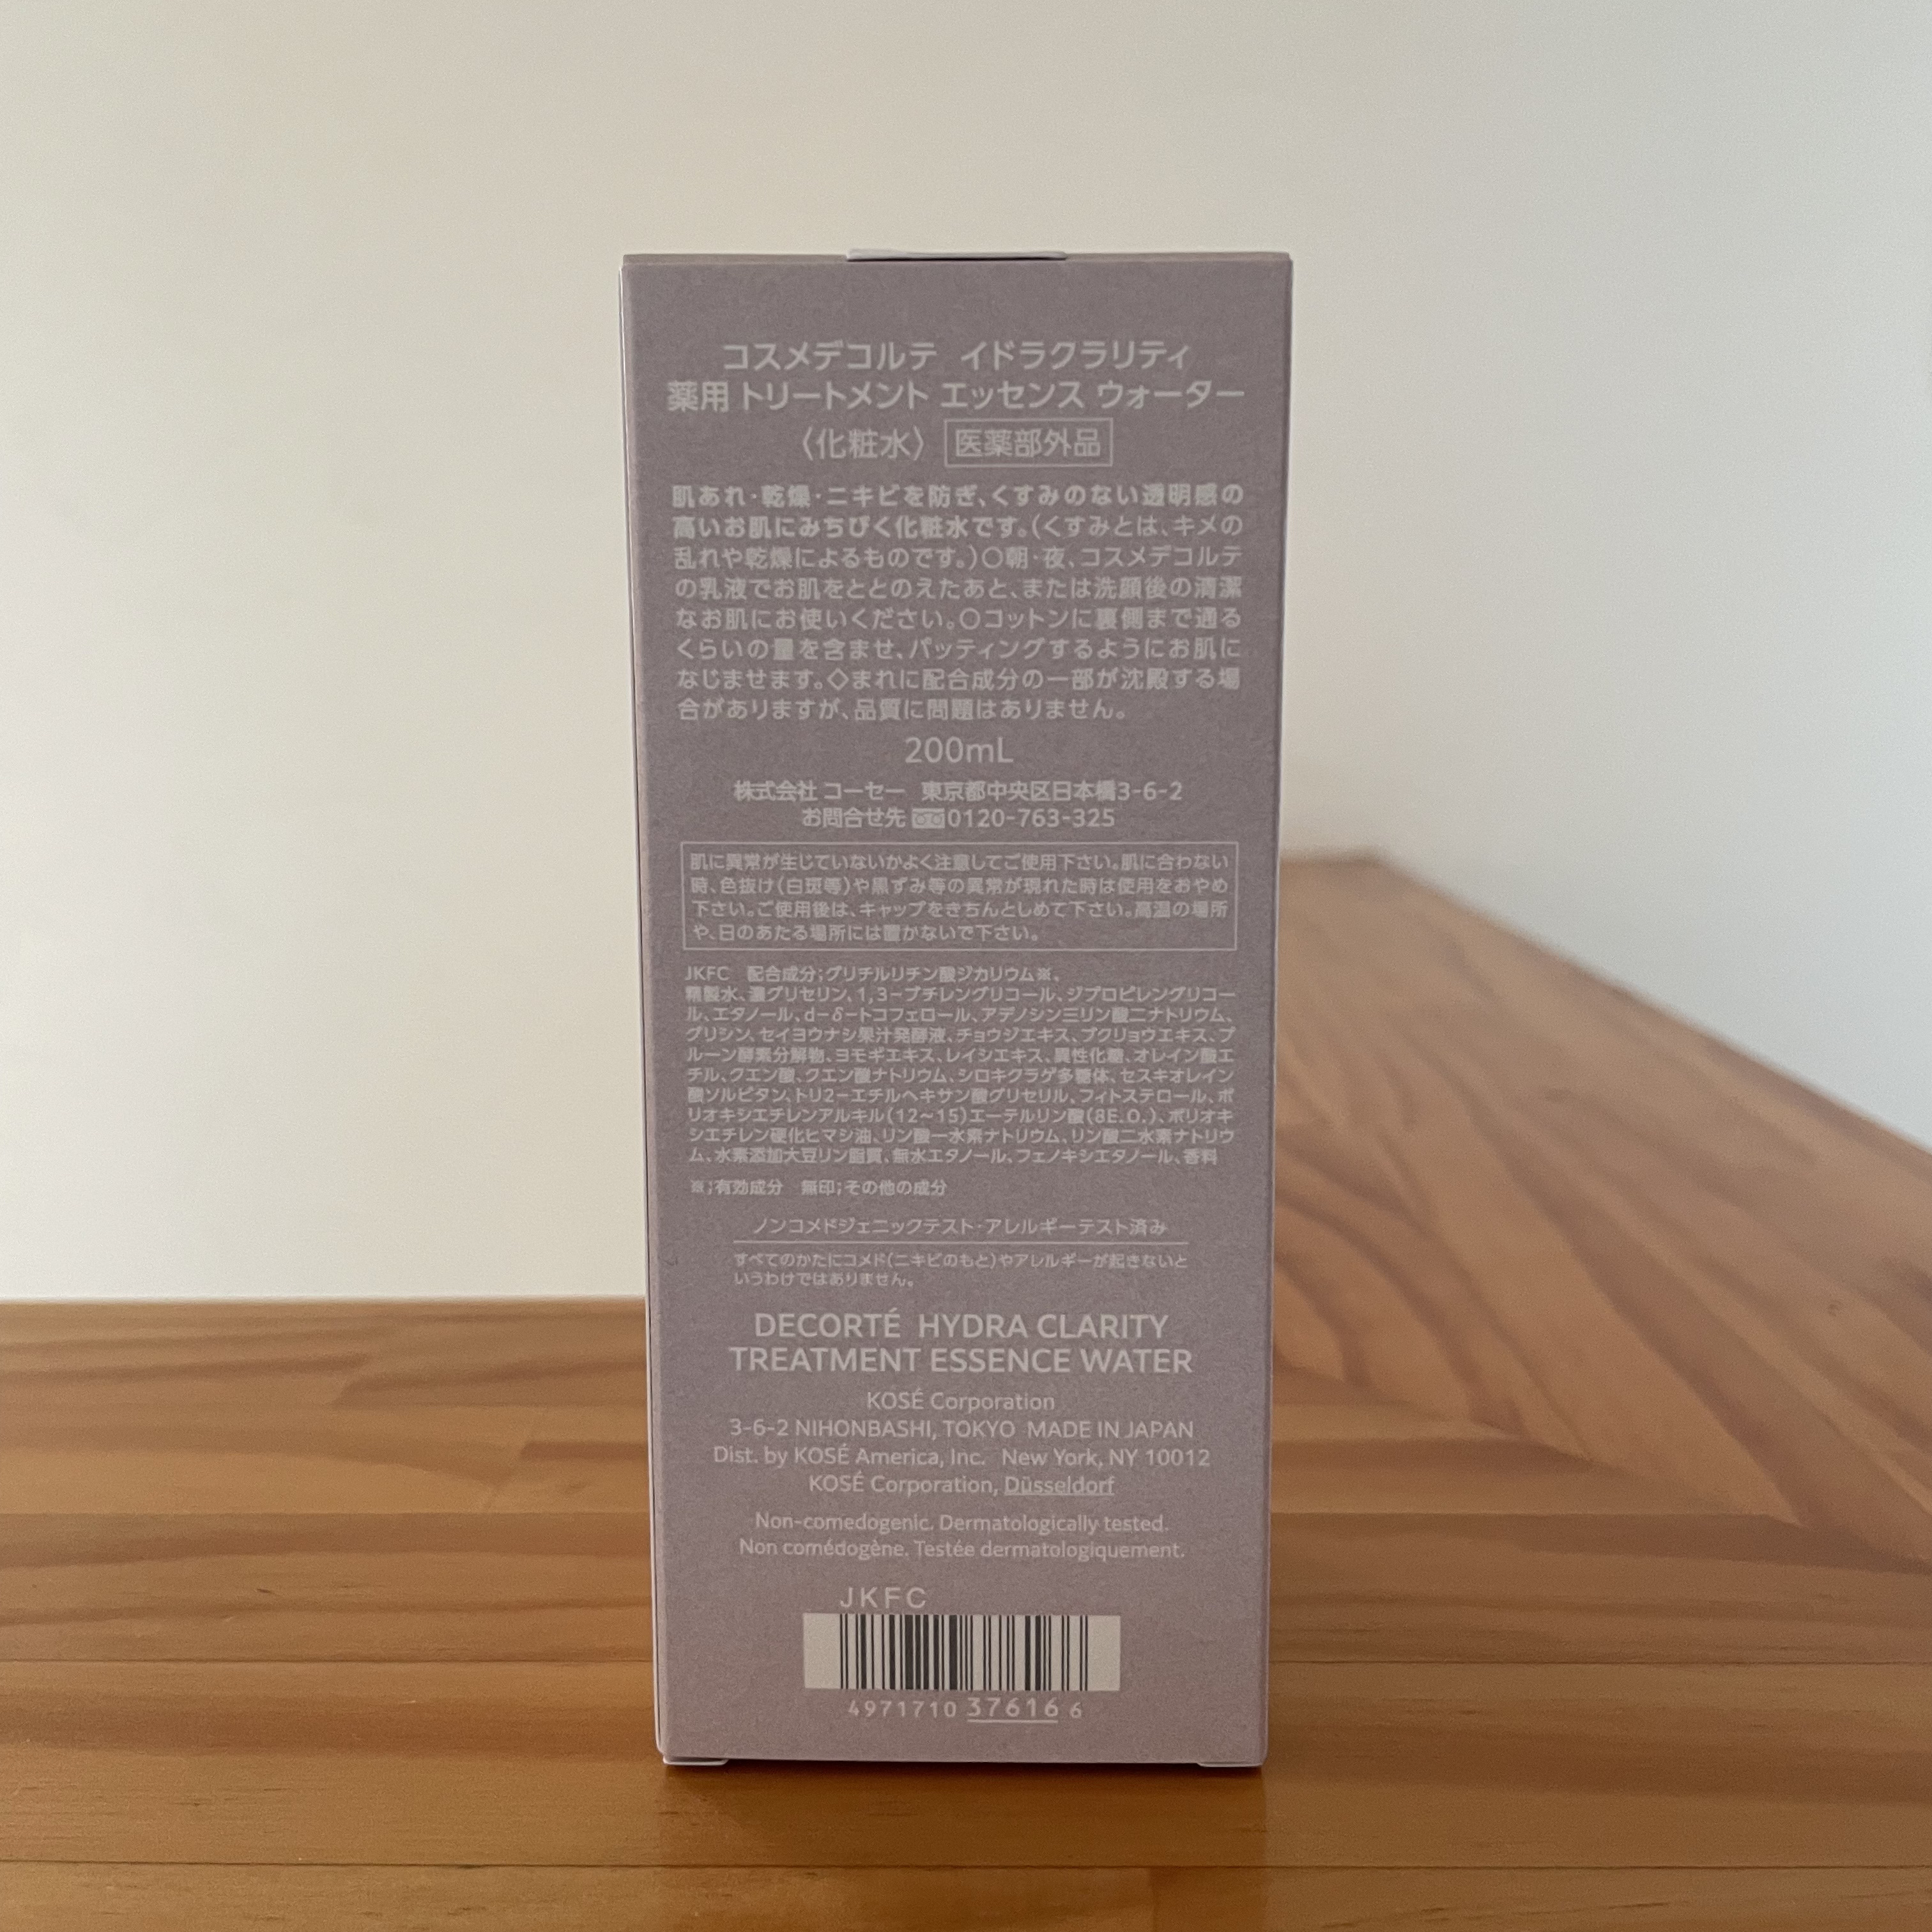 コスメデコルテ イドラクラリティ
薬用 トリートメント エッセンス ウォーター
〈化粧水〉 医薬部外品
肌あれ・乾燥・ニキビを防ぎ、くすみのない透明感の
高いお肌にみちびく化粧水です。(くすみとは、キメの
乱れや乾燥によるものです。)○朝・夜、コスメデコルテ
の乳液でお肌をととのえたあと、または洗顔後の清潔
なお肌にお使いください。○コットンに裏側まで通る
くらいの量を含ませ、パッティングするようにお肌に
なじませます。◇まれに配合成分の一部が沈殿する場
合がありますが、品質に問題はありません。
200mL
株式会社 コーセー 東京都中央区日本橋3-6-2
お問合せ先 0120-763-325
肌に異常が生じていないかよく注意してご使用下さい。肌に合わない
時、色抜け(白斑等)や黒ずみ等の異常が現れた時は使用をおやめ
下さい。ご使用後は、キャップをきちんとしめて下さい。高温の場所
や、日のあたる場所には置かないで下さい。
JKFC 配合成分;グリチルリチン酸ジカリウム※、
精製水、濃グリセリン、1,3-ブチレングリコール、ジプロピレングリコー
ル、エタノール、d-δ-トコフェロール、アデノシン三リン酸二ナトリウム、
グリシン、セイヨウナシ果汁発酵液、チョウジエキス、ブクリョウエキス、プ
ルーン酵素分解物、ヨモギエキス、レイシエキス、異性化糖、オレイン酸エ
チル、クエン酸、クエン酸ナトリウム、シロキクラゲ多糖体、セスキオレイン
酸ソルビタン、トリ2-エチルヘキサン酸グリセリル、フィトステロール、ポ
リオキシエチレンアルキル(12~15)エーテルリン酸(8E.O.)、ポリオキ
シエチレン硬化ヒマシ油、リン酸一水素ナトリウム、リン酸二水素ナトリウ
ム、水素添加大豆リン脂質、無水エタノール、フェノキシエタノール、香料
※;有効成分 無印;その他の成分
ノンコメドジェニックテスト・アレルギーテスト済み
すべてのかたにコメド(ニキビのもと)やアレルギーが起きないと
いうわけではありません。
DECORTÉ HYDRA CLARITY
TREATMENT ESSENCE WATER
KOSÉ Corporation
3-6-2 NIHONBASHI, TOKYO MADE IN JAPAN
Dist. by KOSÉ America, Inc. New York, NY 10012
KOSÉ Corporation, Düsseldorf
Non-comedogenic. Dermatologically tested.
Non comédogène. Testée dermatologiquement.
JKFC
4971710 37616 6